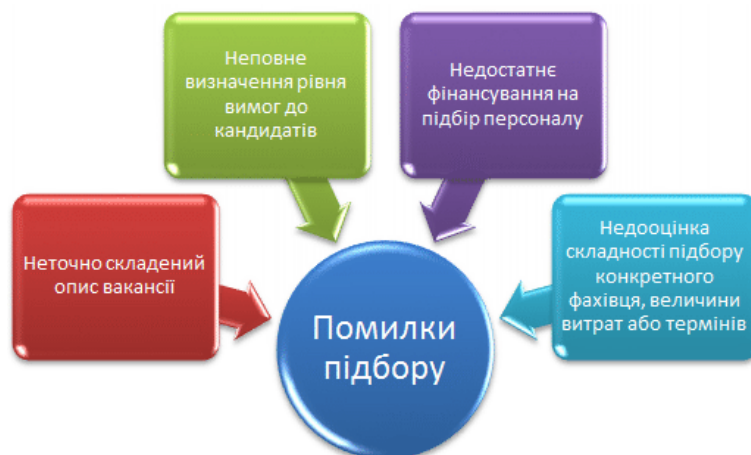 Неповне
визначення рівня
вимог до
кандидатів
Недостатнє
фінансування на
підбір персоналу
Неточно складений
опис вакансії
Недооцінка
складності підбору
конкретного
фахівця, величини
витрат або термінів
Помилки
підбору